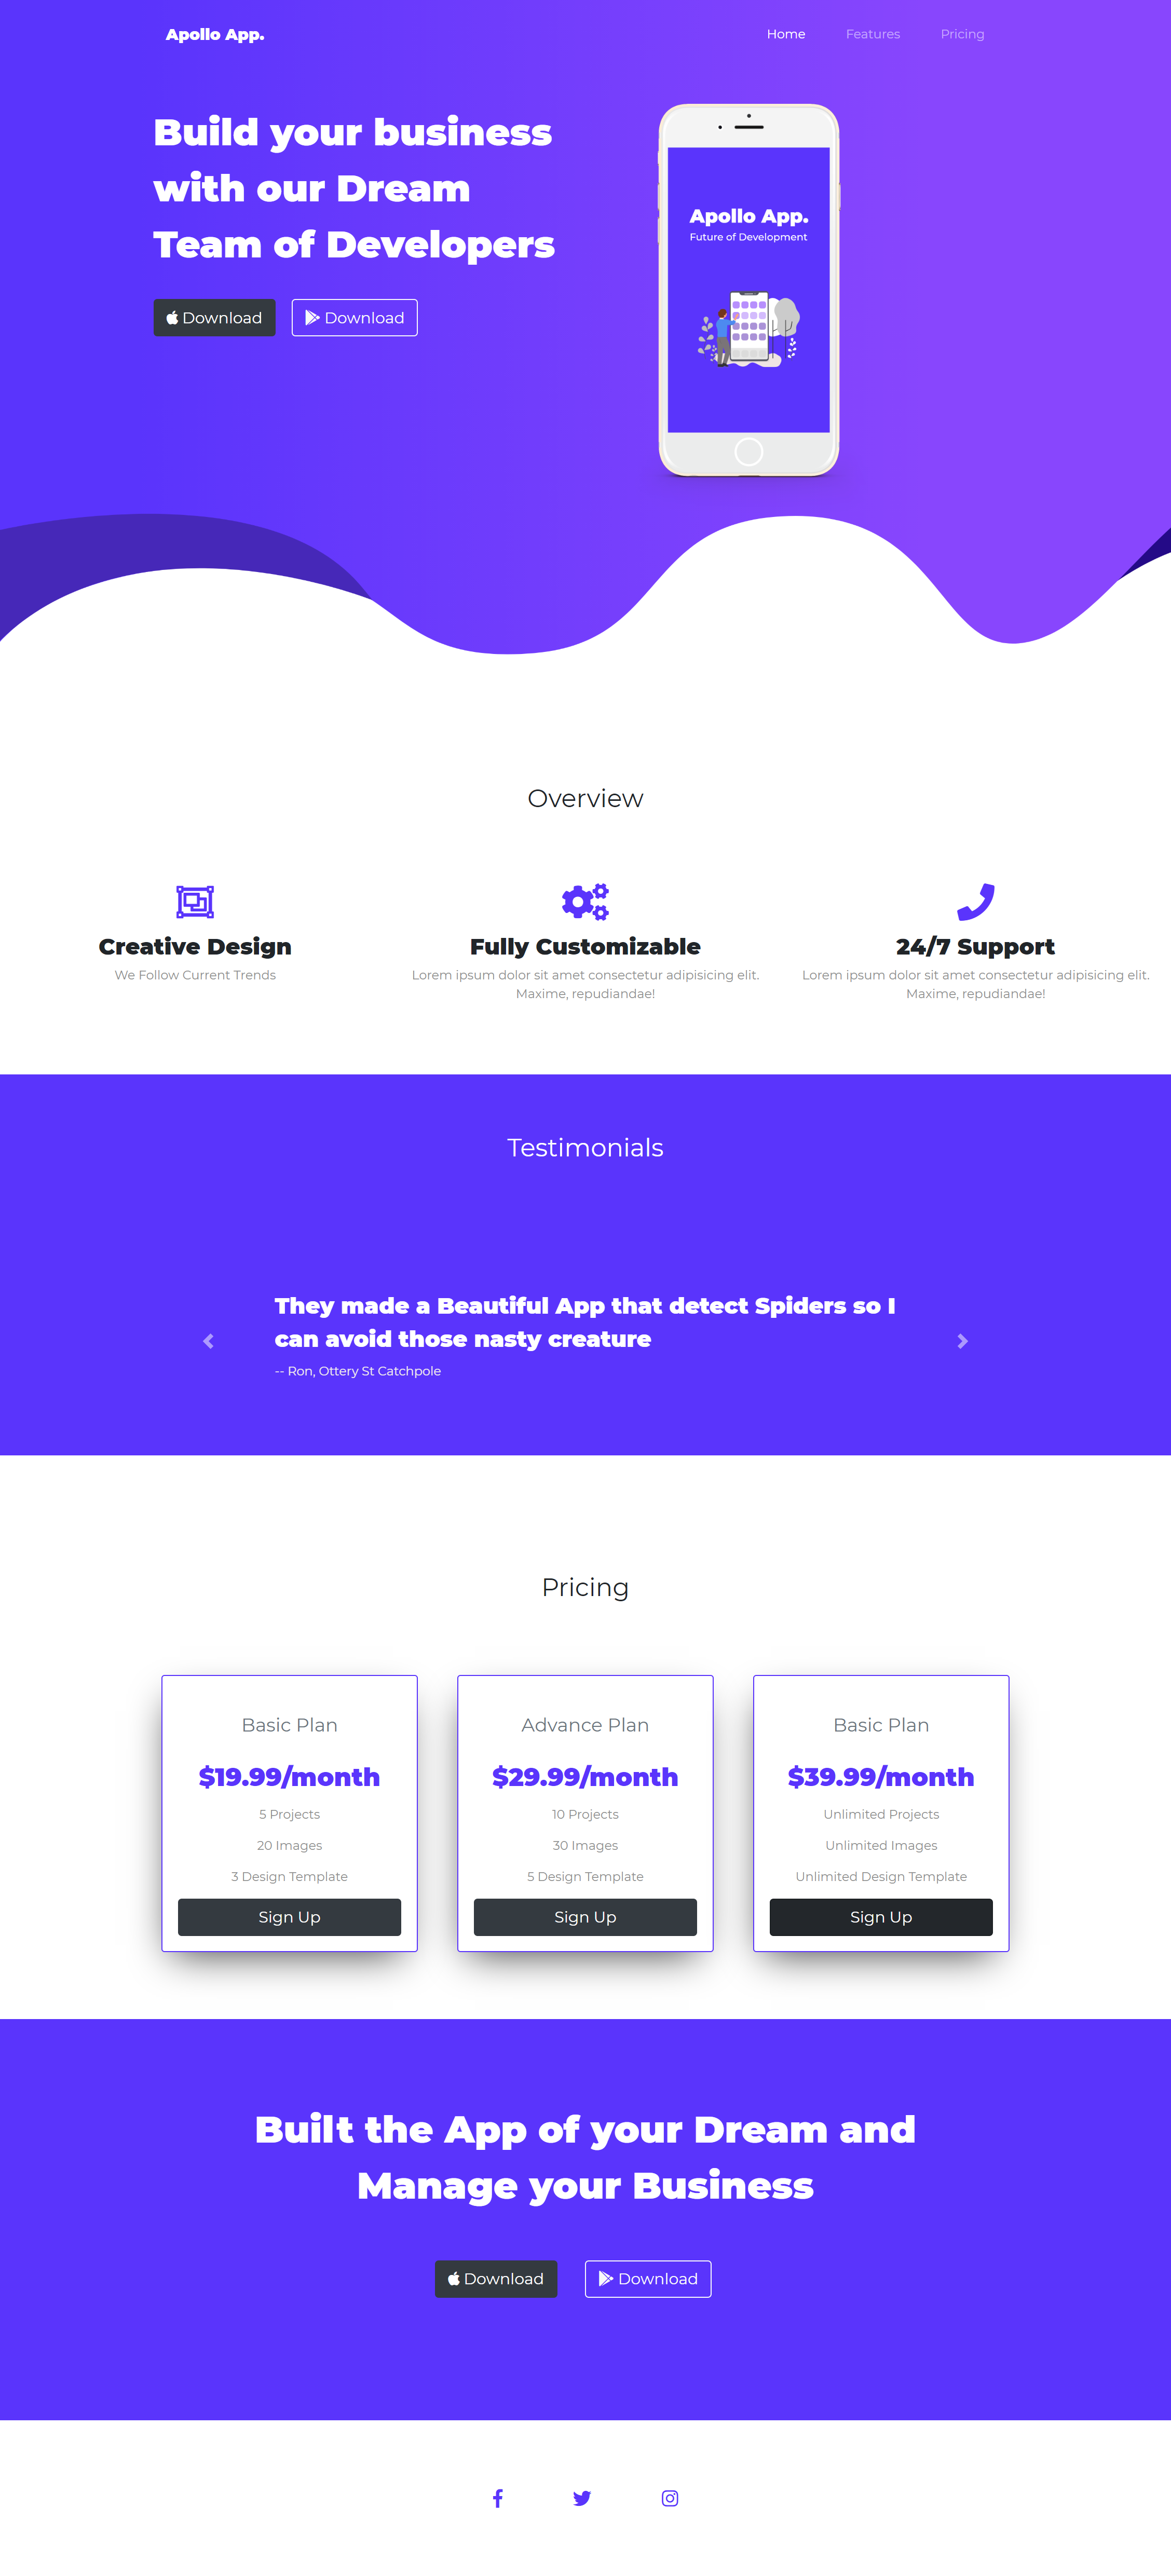 Apollo App.
Home Features Pricing
Build your business
with our Dream
Team of Developers
Download Download
Apollo App.
Future of Development
Overview
Creative Design
We Follow Current Trends
Fully Customizable
Lorem ipsum dolor sit amet consectetur adipisicing elit.
Maxime, repudiandae!
24/7 Support
Lorem ipsum dolor sit amet consectetur adipisicing elit.
Maxime, repudiandae!
Testimonials
They made a Beautiful App that detect Spiders so I
can avoid those nasty creature
-- Ron, Ottery St Catchpole
Pricing
Basic Plan
$19.99/month
5 Projects
20 Images
3 Design Template
Sign Up
Advance Plan
$29.99/month
10 Projects
30 Images
5 Design Template
Sign Up
Basic Plan
$39.99/month
Unlimited Projects
Unlimited Images
Unlimited Design Template
Sign Up
Built the App of your Dream and
Manage your Business
Download Download